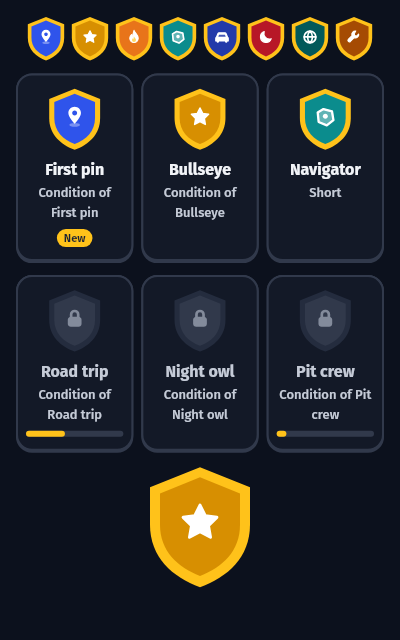 First pin
Condition of
First pin
New
Bullseye
Condition of
Bullseye
Navigator
Short
Road trip
Condition of
Road trip
Night owl
Condition of
Night owl
Pit crew
Condition of Pit
crew